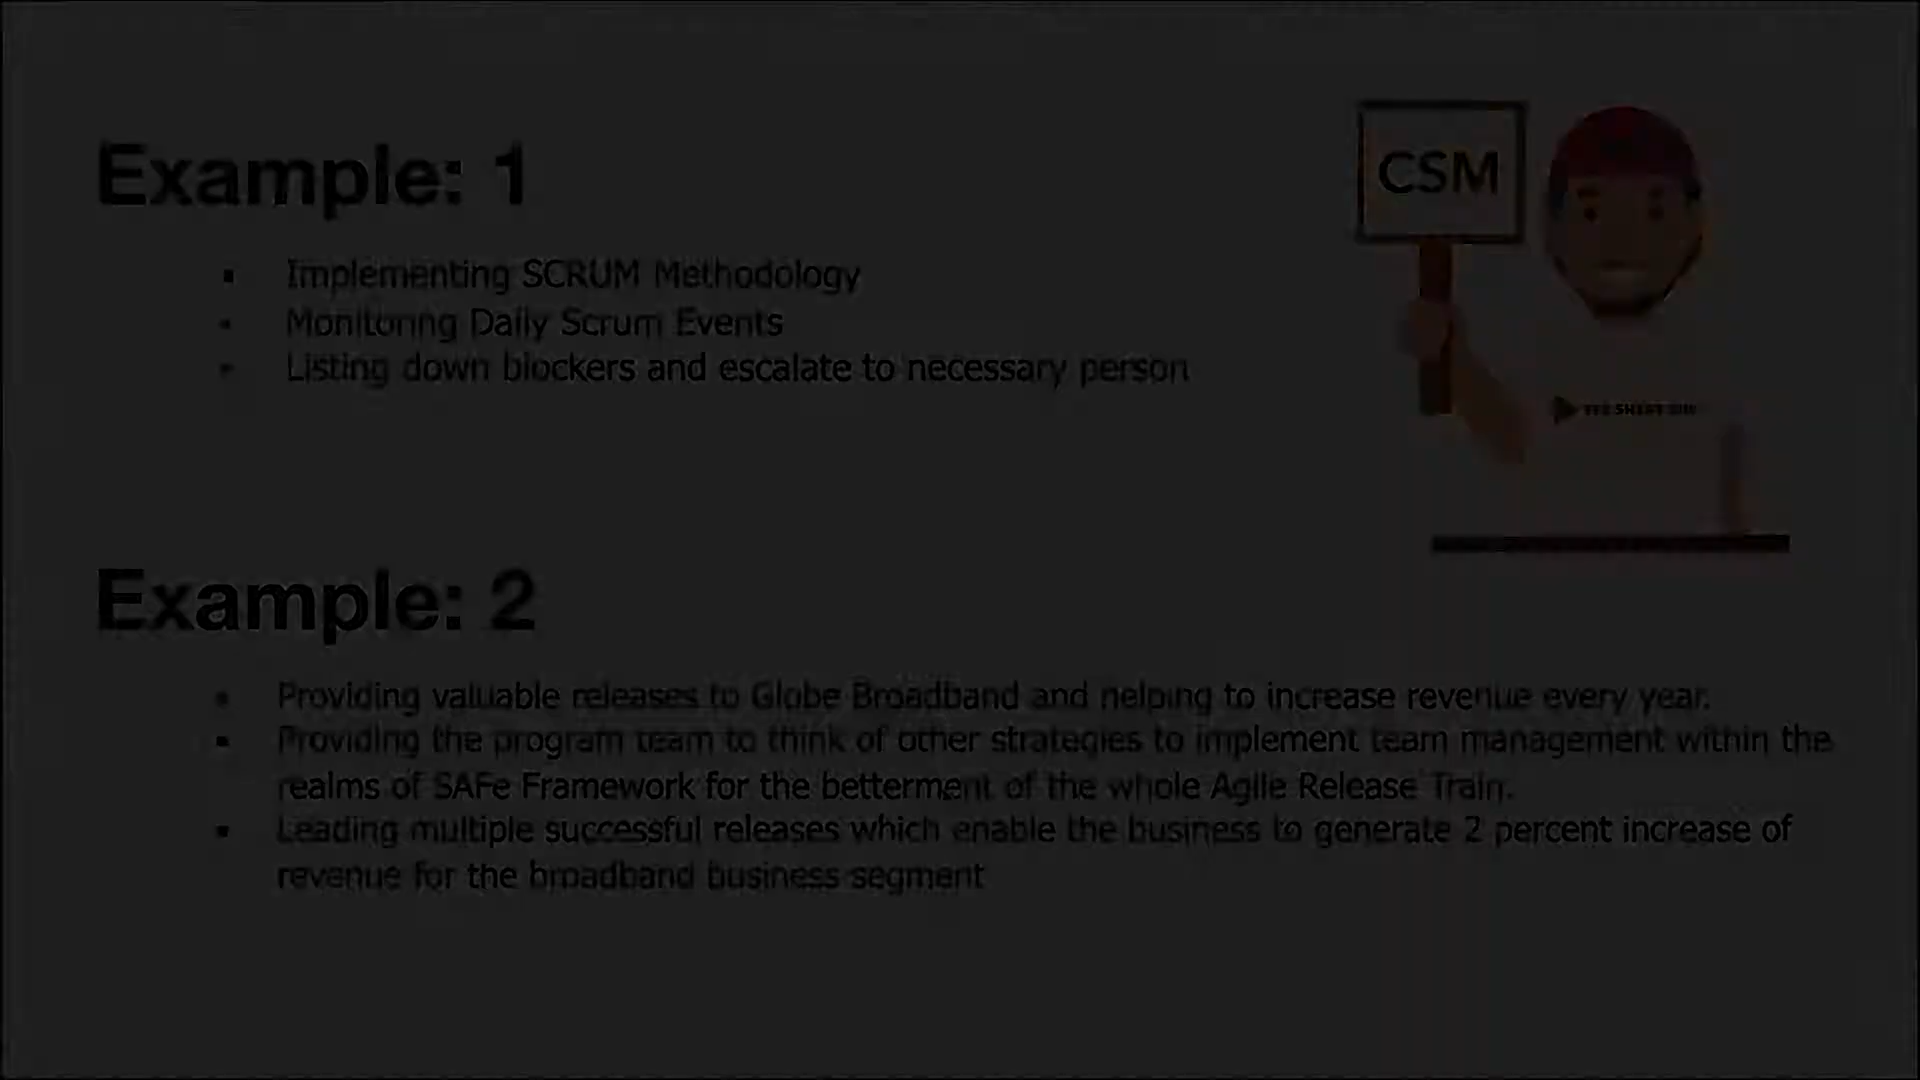 CSM
Example: 1
▪ Implementing SCRUM Methodology
▪ Monitoring Daily Scrum Events
▪ Listing down blockers and escalate to necessary person
Example: 2
▪ Providing valuable releases to Globe Broadband and helping to increase revenue every year.
▪ Providing the program team to think of other strategies to implement team management within the
realms of SAFe Framework for the betterment of the whole Agile Release Train.
▪ Leading multiple successful releases which enable the business to generate 2 percent increase of
revenue for the broadband business segment